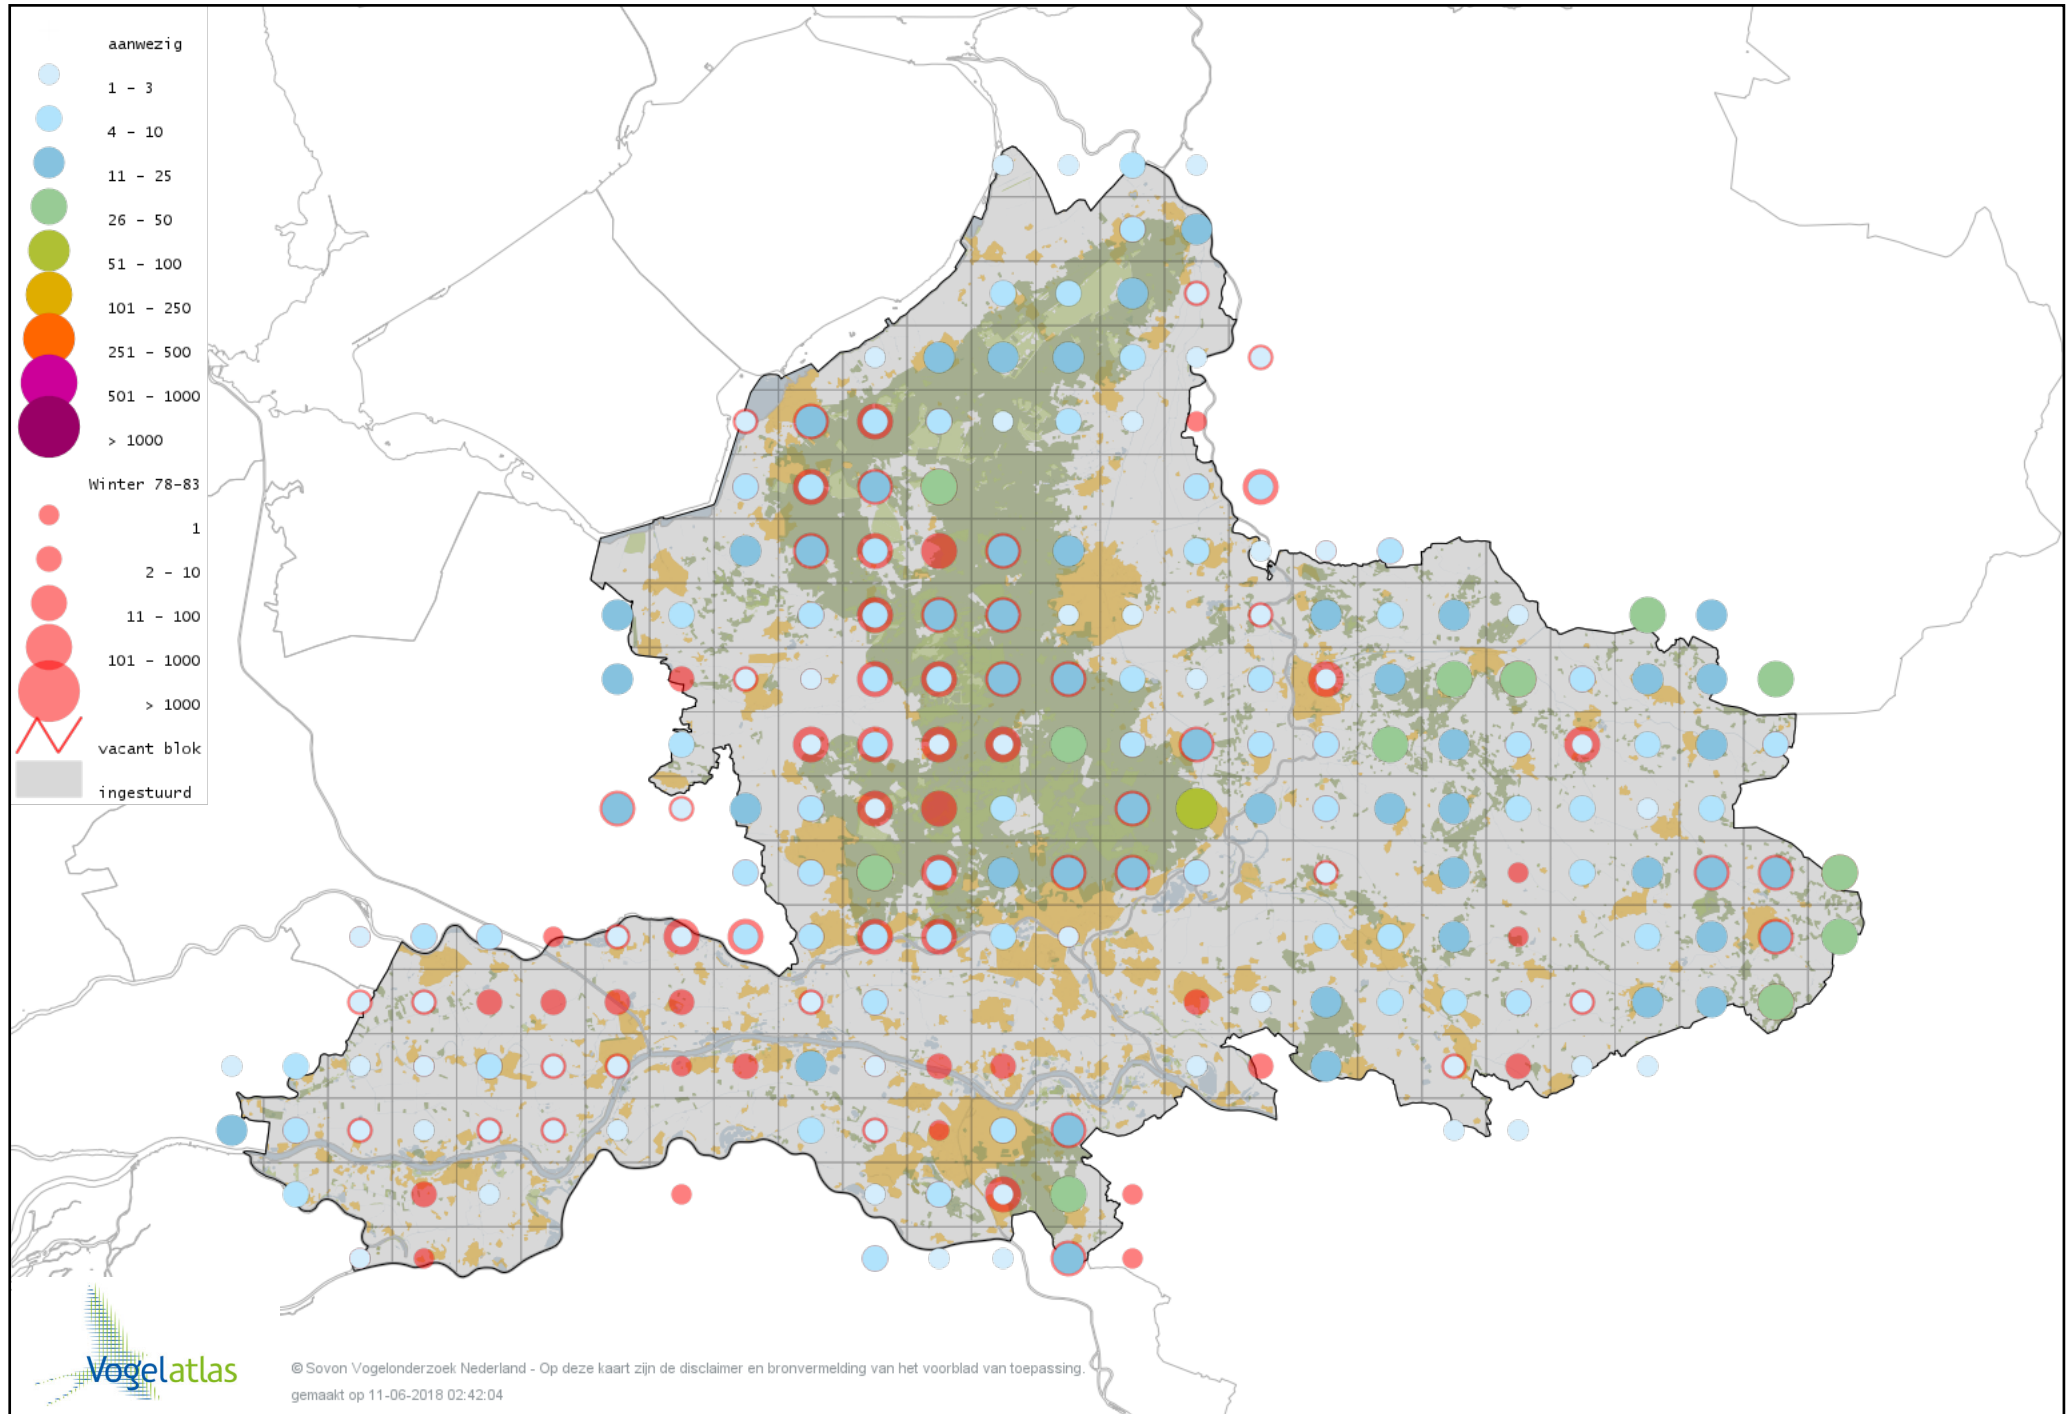 aanwezig
1 - 3
4 - 10
11 - 25
26 - 50
51 - 100
101 - 250
251 - 500
501 - 1000
> 1000
Winter 78-83
1
2 - 10
11 - 100
101 - 1000
> 1000
vacant blok
ingestuurd
Vogelatlas
© Sovon Vogelonderzoek Nederland - Op deze kaart zijn de disclaimer en bronvermelding van het voorblad van toepassing.
gemaakt op 11-06-2018 02:42:04